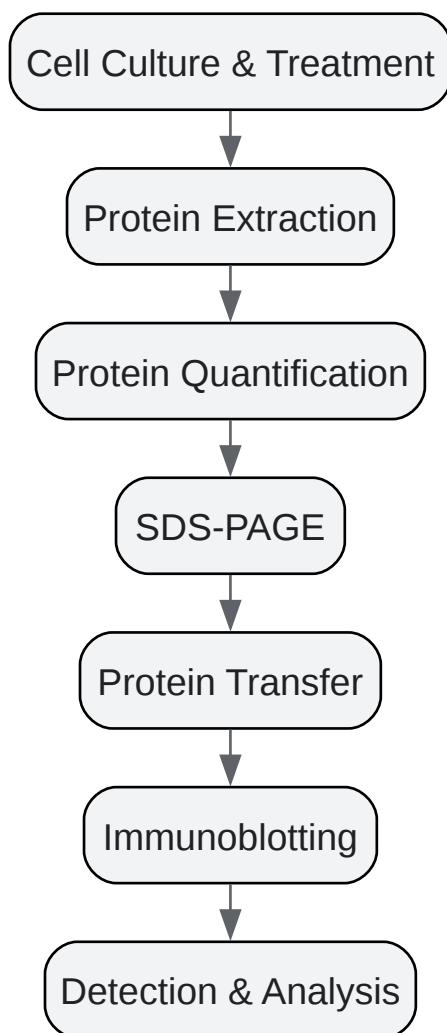 Cell Culture & Treatment
Protein Extraction
Protein Quantification
SDS-PAGE
Protein Transfer
Immunoblotting
Detection & Analysis